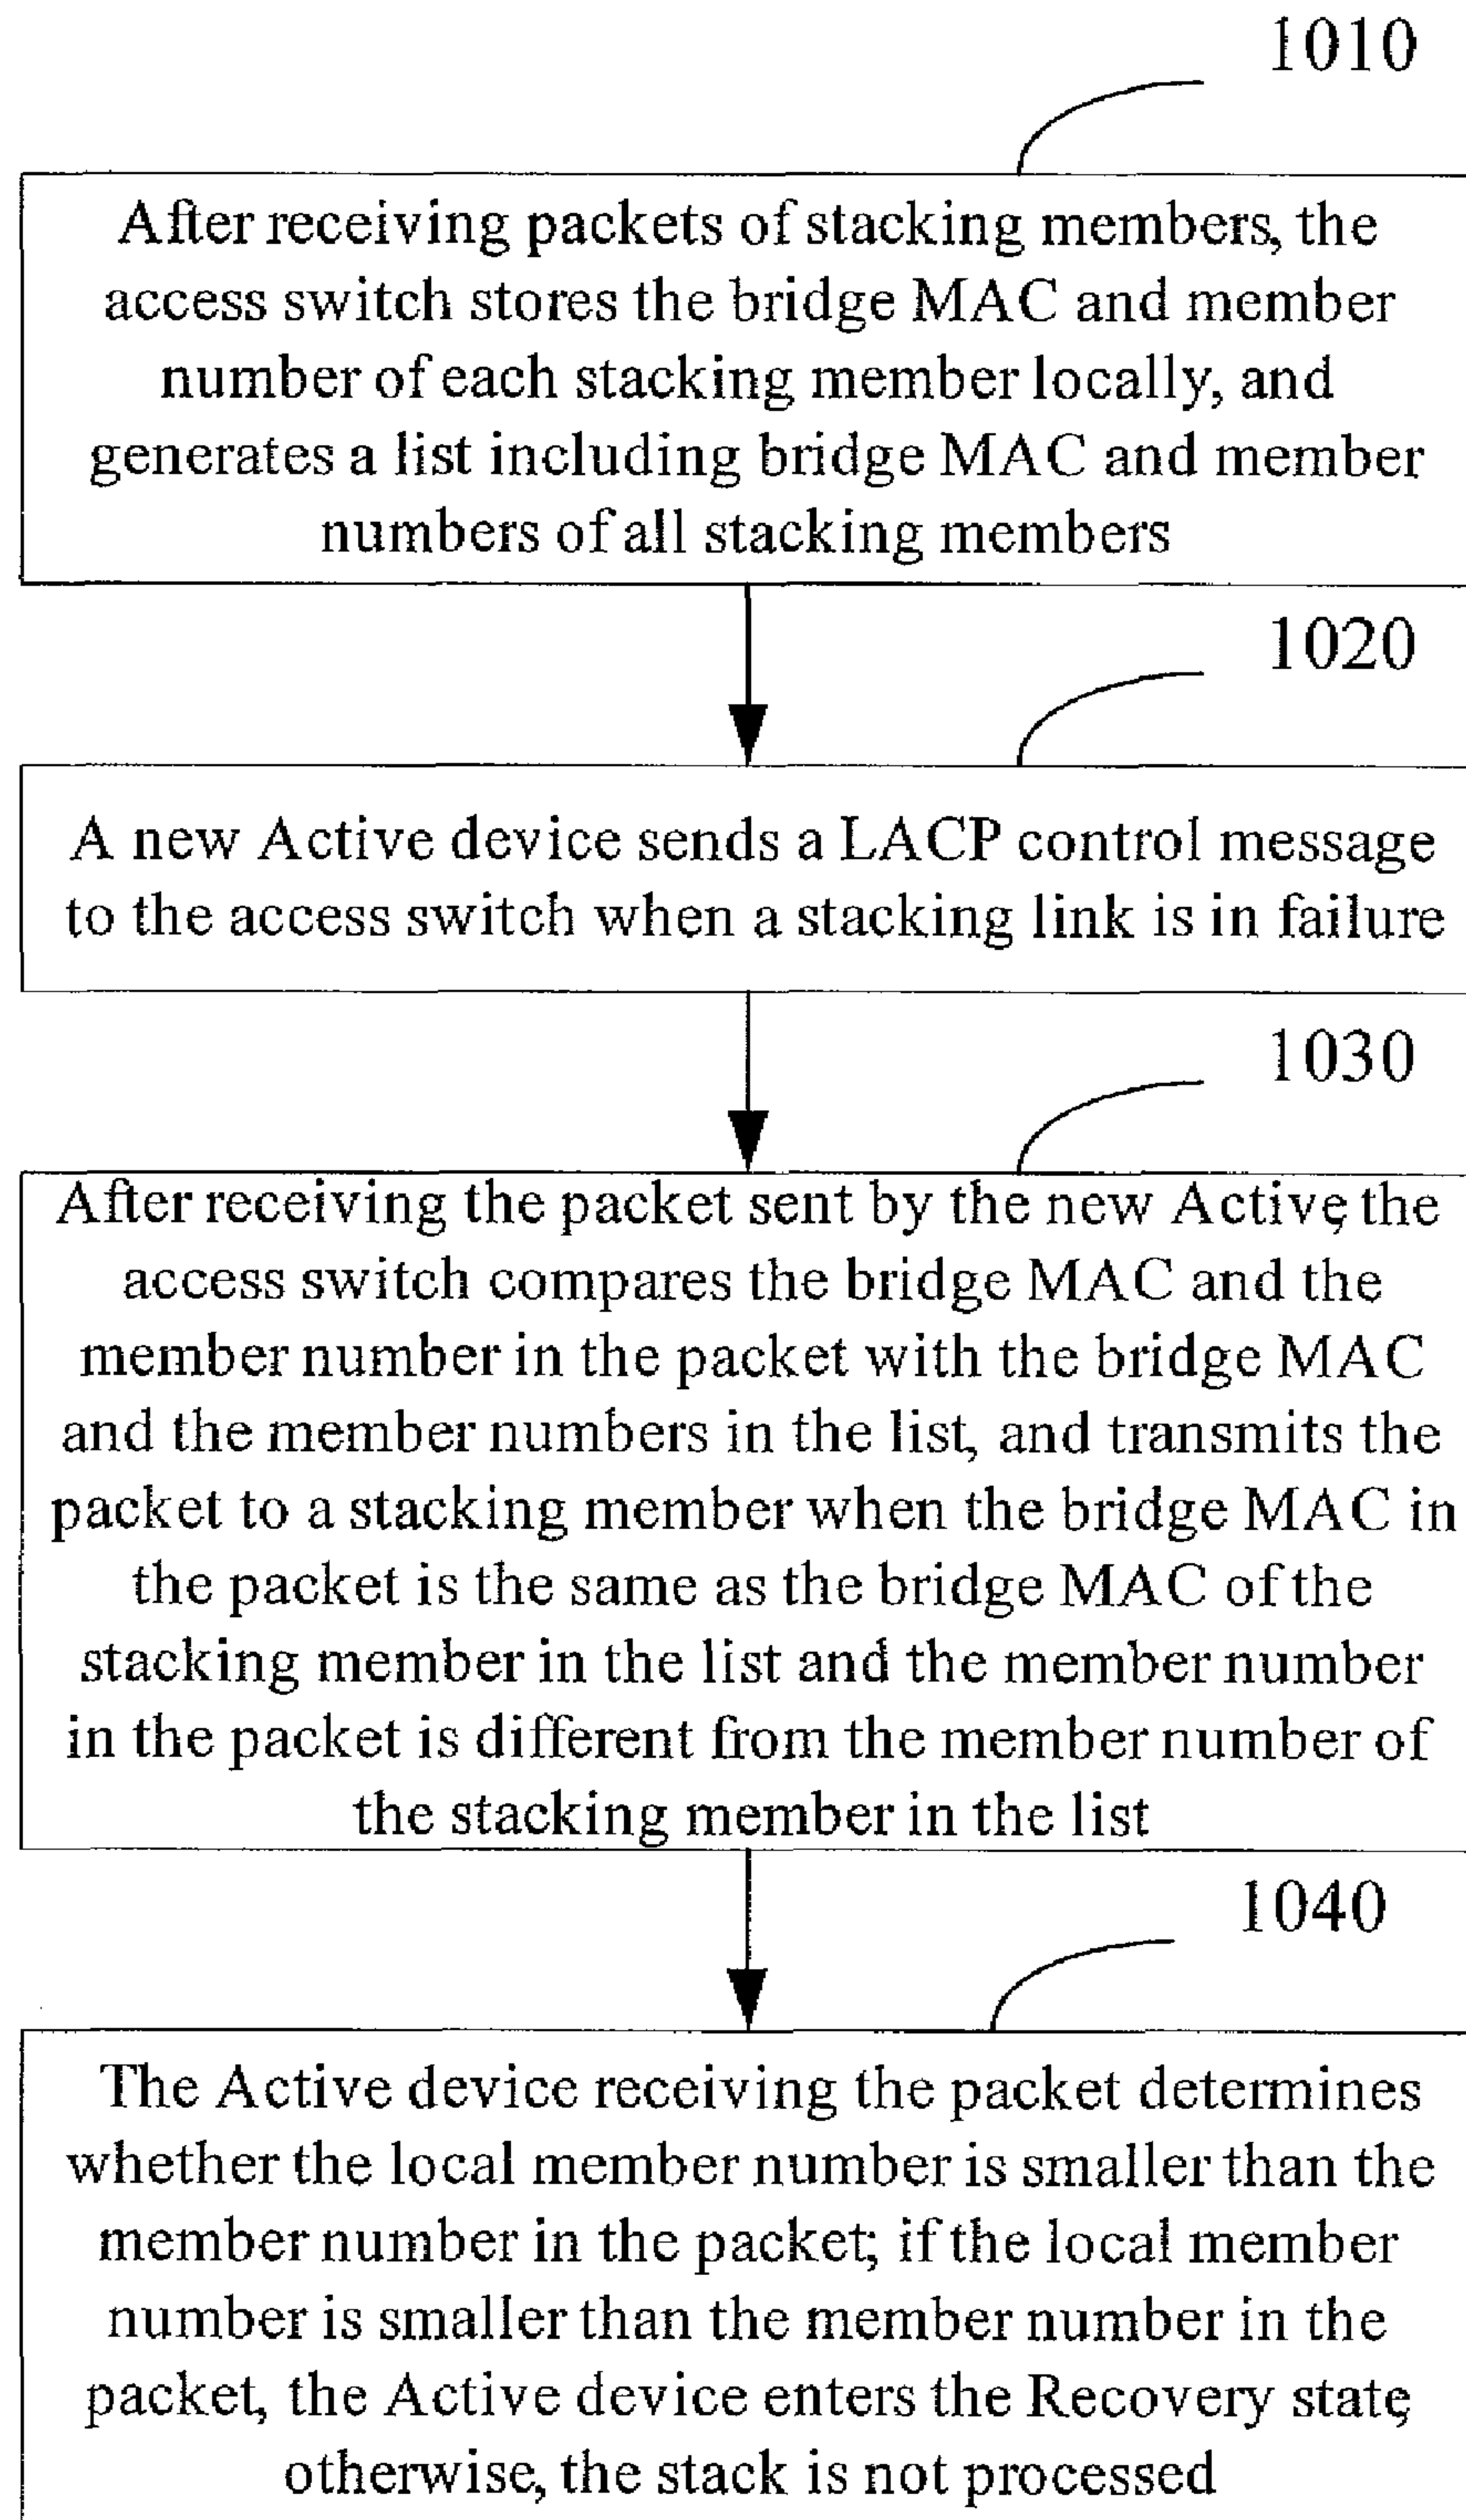 1010
After receiving packets of stacking members, the
access switch stores the bridge MAC and member
number of each stacking member locally, and
generates a list including bridge MAC and member
numbers of all stacking members
1020
A new Active device sends a LACP control message
to the access switch when a stacking link is in failure
1030
After receiving the packet sent by the new Active, the
access switch compares the bridge MAC and the
member number in the packet with the bridge MAC
and the member numbers in the list, and transmits the
packet to a stacking member when the bridge MAC in
the packet is the same as the bridge MAC of the
stacking member in the list and the member number
in the packet is different from the member number of
the stacking member in the list
1040
The Active device receiving the packet determines
whether the local member number is smaller than the
member number in the packet; if the local member
number is smaller than the member number in the
packet, the Active device enters the Recovery state,
otherwise, the stack is not processed